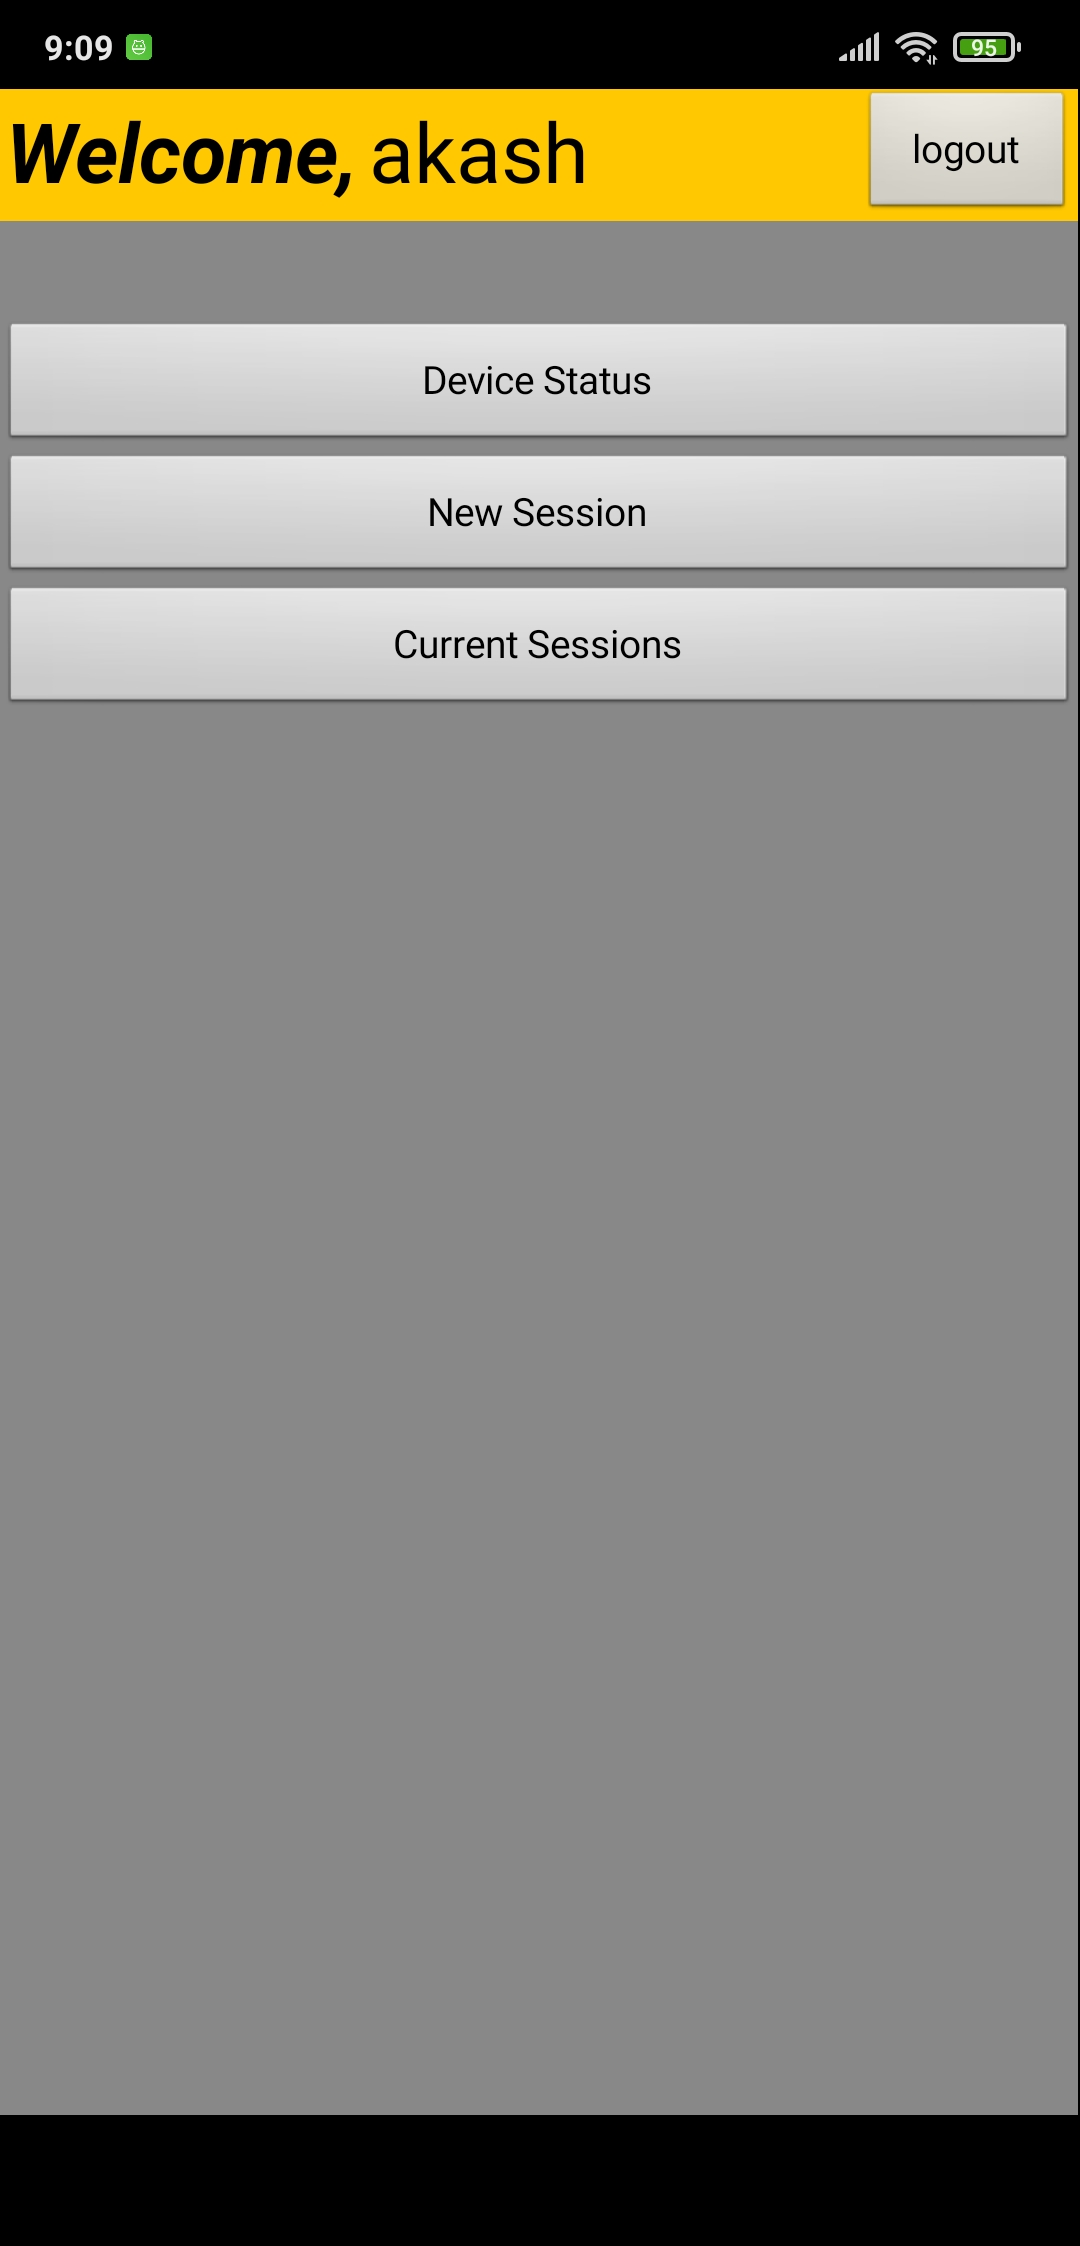 9:09
95
Welcome, akash
logout
Device Status
New Session
Current Sessions